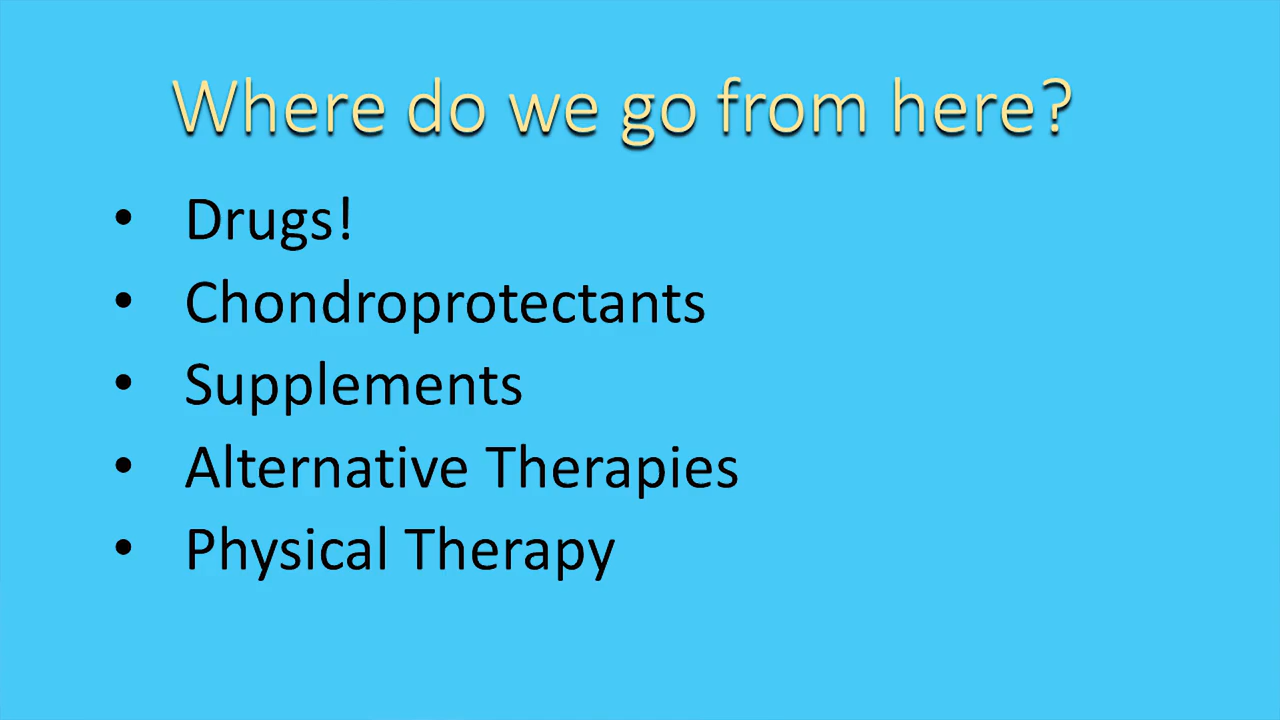 Where do we go from here?
• Drugs!
• Chondroprotectants
• Supplements
• Alternative Therapies
• Physical Therapy